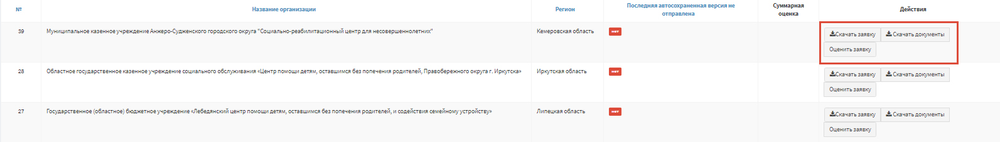 № Название организации Регион Последняя автосохраненная версия не отправлена Суммарная оценка Действия
39 Муниципальное казенное учреждение Анжеро-Судженского городского округа "Социально-реабилитационный центр для несовершеннолетних" Кемеровская область нет Скачать заявку Скачать документы
Оценить заявку
28 Областное государственное казенное учреждение социального обслуживания «Центр помощи детям, оставшимся без попечения родителей, Правобережного округа г. Иркутска» Иркутская область нет Скачать заявку Скачать документы
Оценить заявку
27 Государственное (областное) бюджетное учреждение «Лебедянский центр помощи детям, оставшимся без попечения родителей, и содействия семейному устройству» Липецкая область нет Скачать заявку Скачать документы
Оценить заявку